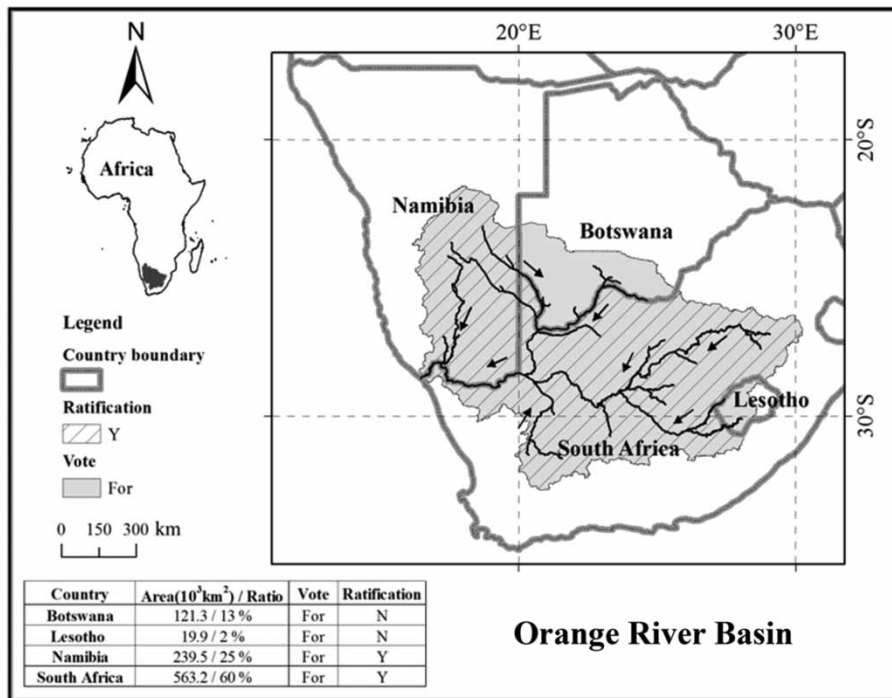 20°E 30°E
N
Africa
20°S
Namibia
Botswana
Legend
Country boundary
Ratification
Y
Vote
For
Lesotho
30°S
South Africa
0 150 300 km
Country Area(10³km²) / Ratio Vote Ratification
Botswana 121.3 / 13 % For N
Lesotho 19.9 / 2 % For N
Namibia 239.5 / 25 % For Y
South Africa 563.2 / 60 % For Y
Orange River Basin